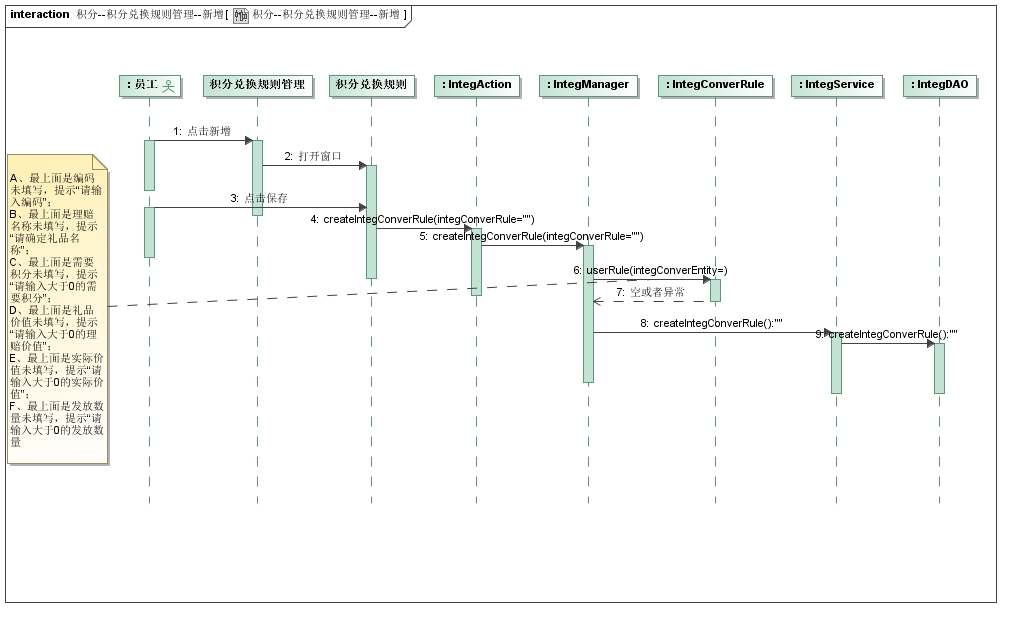 interaction 积分--积分兑换规则管理--新增[ 积分--积分兑换规则管理--新增 ]
: 员工
积分兑换规则管理
积分兑换规则
: IntegAction
: IntegManager
: IntegConverRule
: IntegService
: IntegDAO
1: 点击新增
2: 打开窗口
3: 点击保存
4: createIntegConverRule(integConverRule="")
5: createIntegConverRule(integConverRule="")
6: userRule(integConverEntity=)
7: 空或者异常
8: createIntegConverRule():""
9: createIntegConverRule():""
A、最上面是编码
未填写，提示“请输
入编码”；
B、最上面是理赔
名称未填写，提示
“请确定礼品名
称”；
C、最上面是需要
积分未填写，提示
“请输入大于0的需
要积分”；
D、最上面是礼品
价值未填写，提示
“请输入大于0的理
赔价值”；
E、最上面是实际价
值未填写，提示“请
输入大于0的实际价
值”；
F、最上面是发放数
量未填写，提示“请
输入大于0的发放数
量